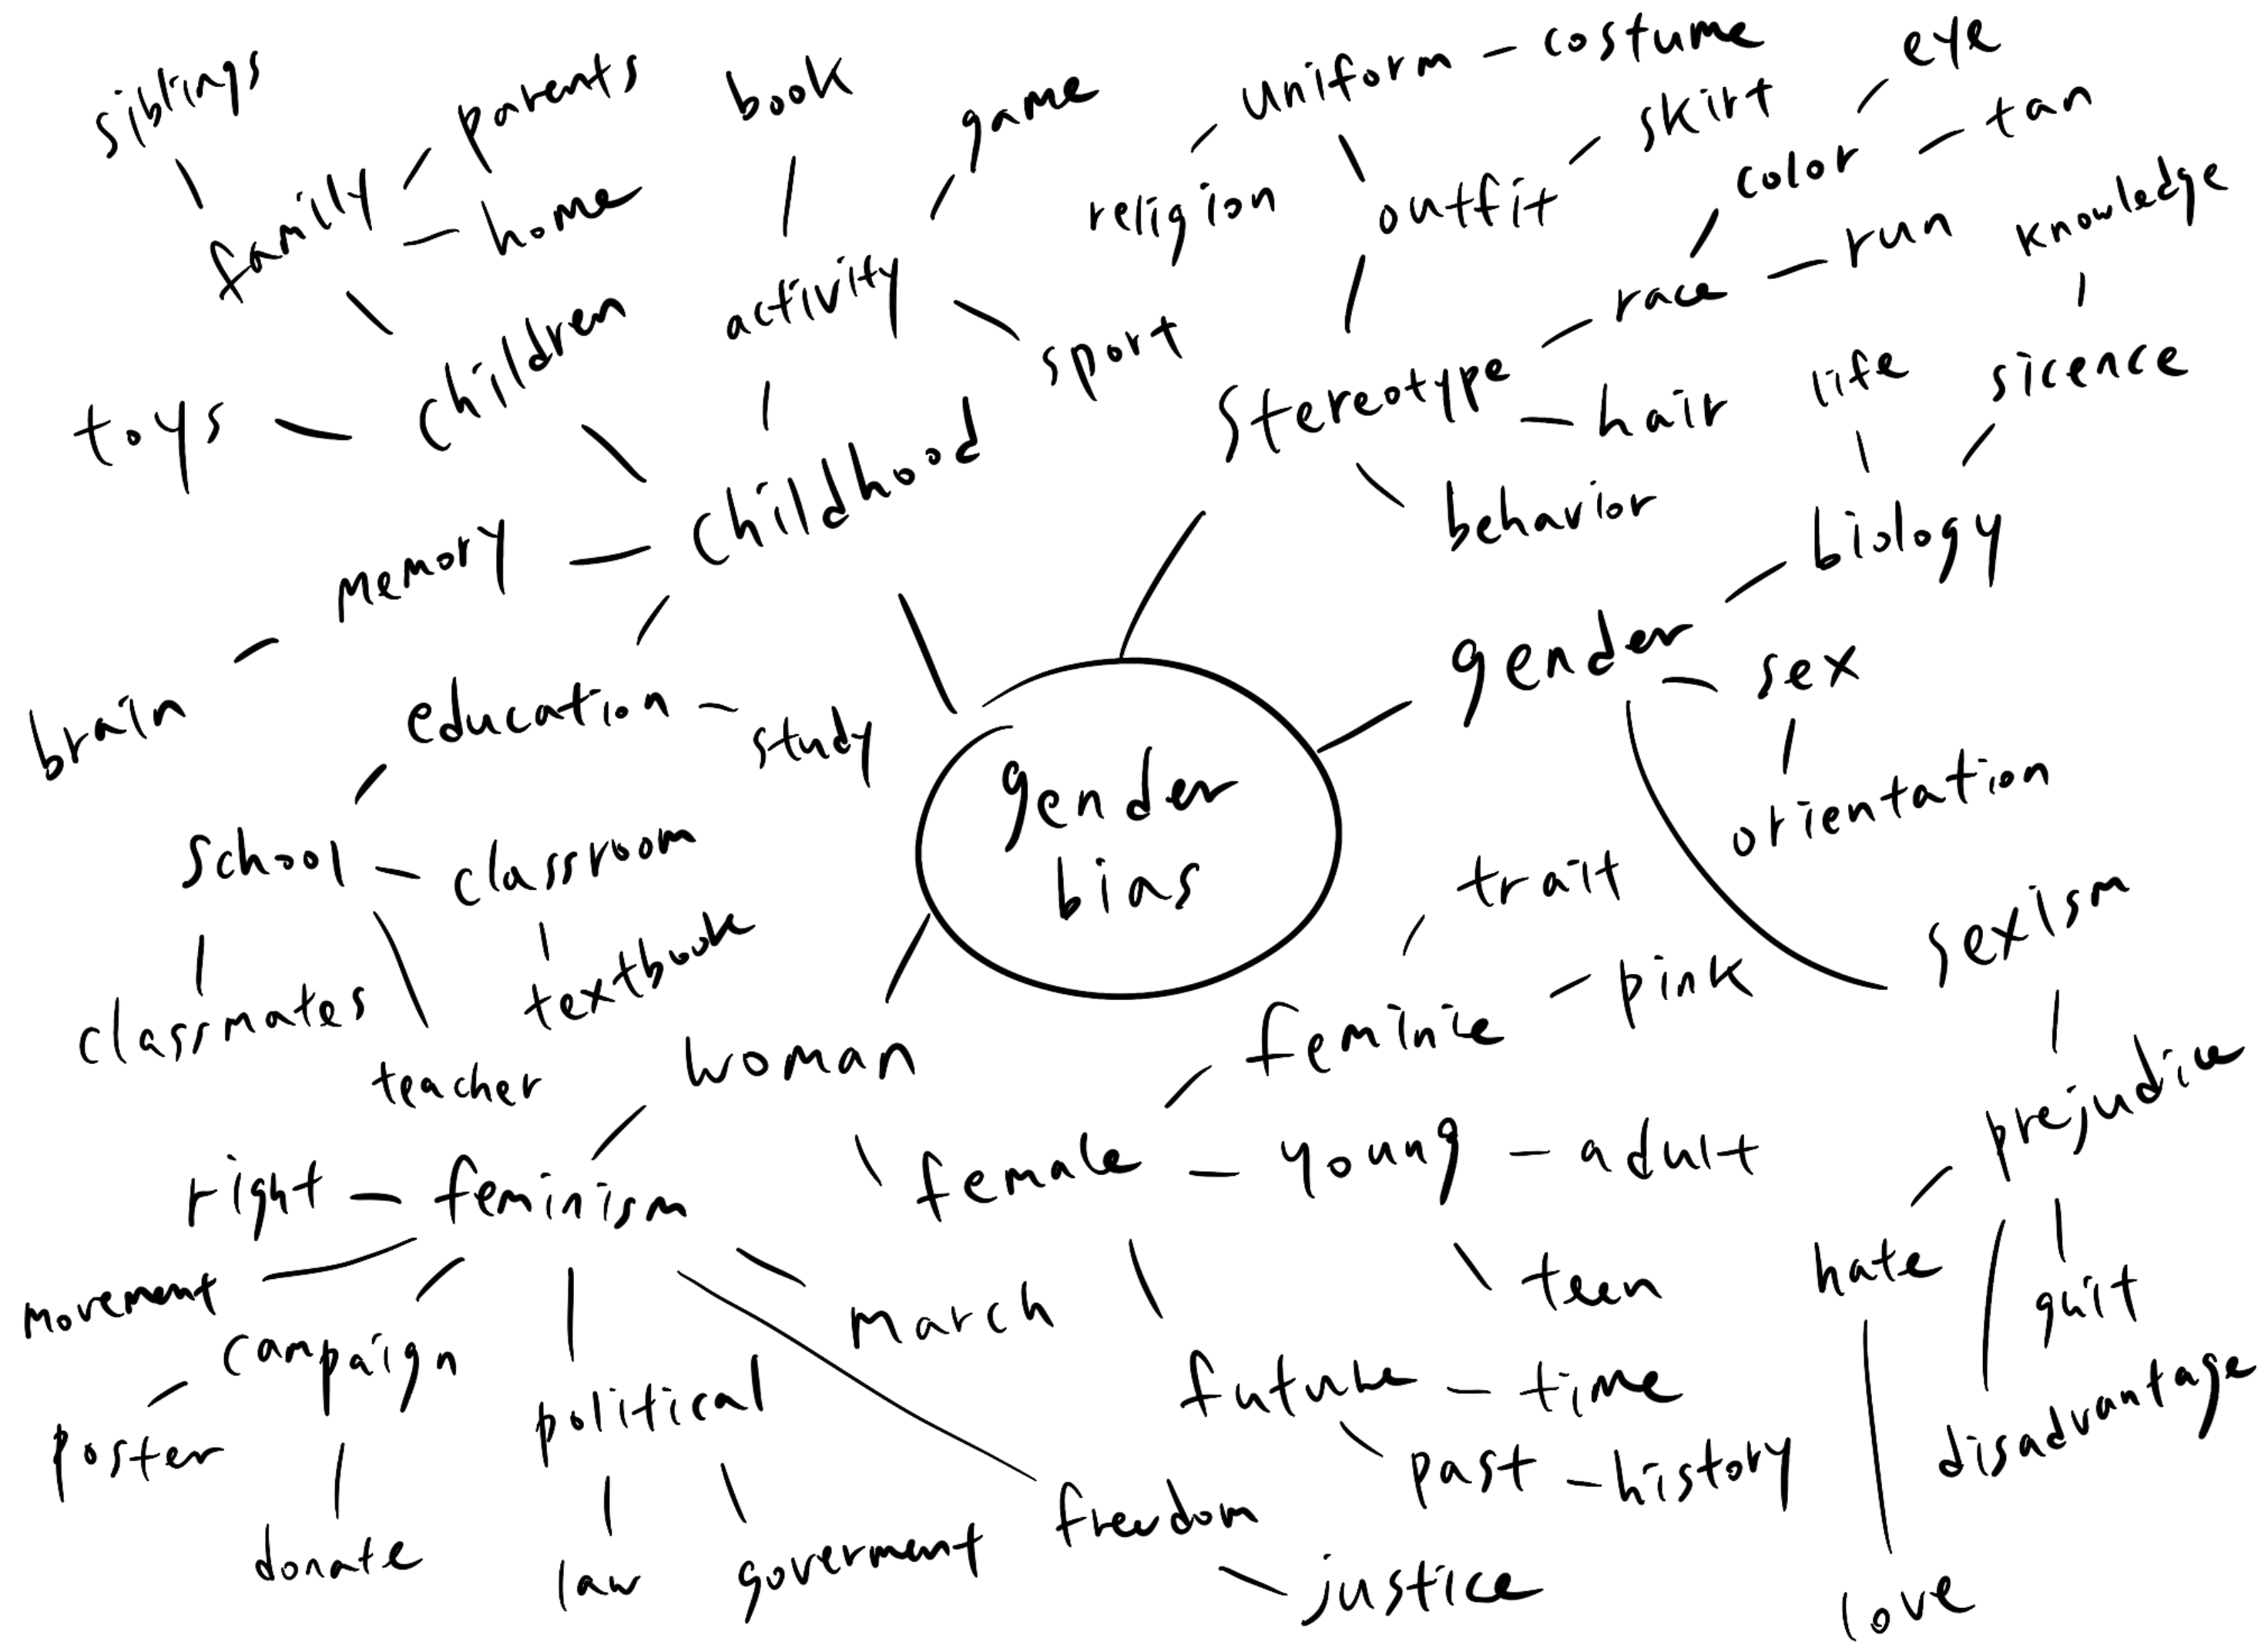 siblings
parents
book
game
uniform – costume
eye
skirt
tan
color
family
home
religion
outfit
run
knowledge
activity
race
children
sport
stereotype
hair
life
sicence
toys
childhood
behavior
biology
memory
gender
sex
brain
education
study
orientation
gender
bias
school
classroom
trait
sexism
textbook
pink
classmates
feminie
woman
teacher
prejudice
right – feminism
female – young – adult
movement
march
teen
hate
quit
campaign
political
future – time
disadvantage
poster
past – history
freedom
donate
law
goverment
justice
love